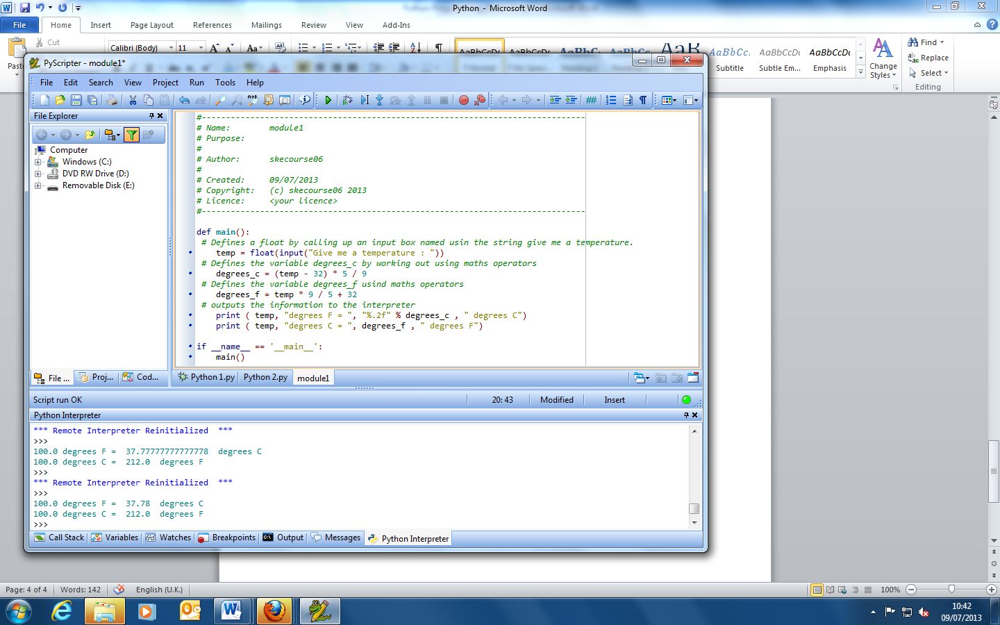 Python - Microsoft Word
File Home Insert Page Layout References Mailings Review View Add-Ins
Cut
Calibri (Body) 11
Subtitle Subtle Em... Emphasis
Change Styles
Find
Replace
Select
Editing
PyScripter - module1*
File Edit Search View Project Run Tools Help
File Explorer
Computer
Windows (C:)
DVD RW Drive (D:)
Removable Disk (E:)
#-------------------------------------------------------------------------------
# Name:        module1
# Purpose:
#
# Author:      skecourse06
#
# Created:     09/07/2013
# Copyright:   (c) skecourse06 2013
# Licence:     <your licence>
#-------------------------------------------------------------------------------
def main():
# Defines a float by calling up an input box named usin the string give me a temperature.
temp = float(input("Give me a temperature : "))
# Defines the variable degrees_c by working out using maths operators
degrees_c = (temp - 32) * 5 / 9
# Defines the variable degrees_f usind maths operators
degrees_f = temp * 9 / 5 + 32
# outputs the information to the interpreter
print ( temp, "degrees F = ", "%.2f" % degrees_c , " degrees C")
print ( temp, "degrees C = ", degrees_f , " degrees F")
if __name__ == '__main__':
main()
File ... Proj... Cod...
Python 1.py Python 2.py module1
Script run OK 20: 43 Modified Insert
Python Interpreter
*** Remote Interpreter Reinitialized  ***
>>>
100.0 degrees F =  37.77777777777778  degrees C
100.0 degrees C =  212.0  degrees F
>>>
*** Remote Interpreter Reinitialized  ***
>>>
100.0 degrees F =  37.78  degrees C
100.0 degrees C =  212.0  degrees F
>>>
Call Stack Variables Watches Breakpoints Output Messages Python Interpreter
Page: 4 of 4 Words: 142 English (U.K.) 100%
10:42
09/07/2013